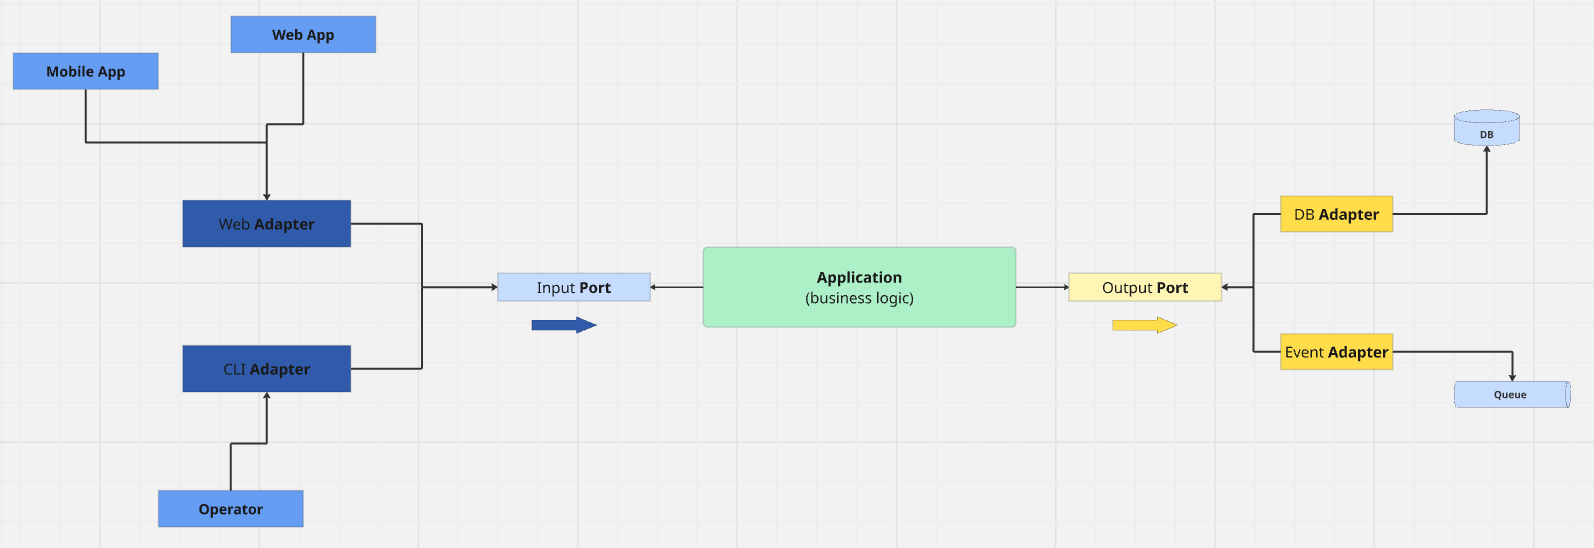 Web App
Mobile App
DB
Web Adapter
DB Adapter
Input Port
Application
(business logic)
Output Port
CLI Adapter
Event Adapter
Queue
Operator